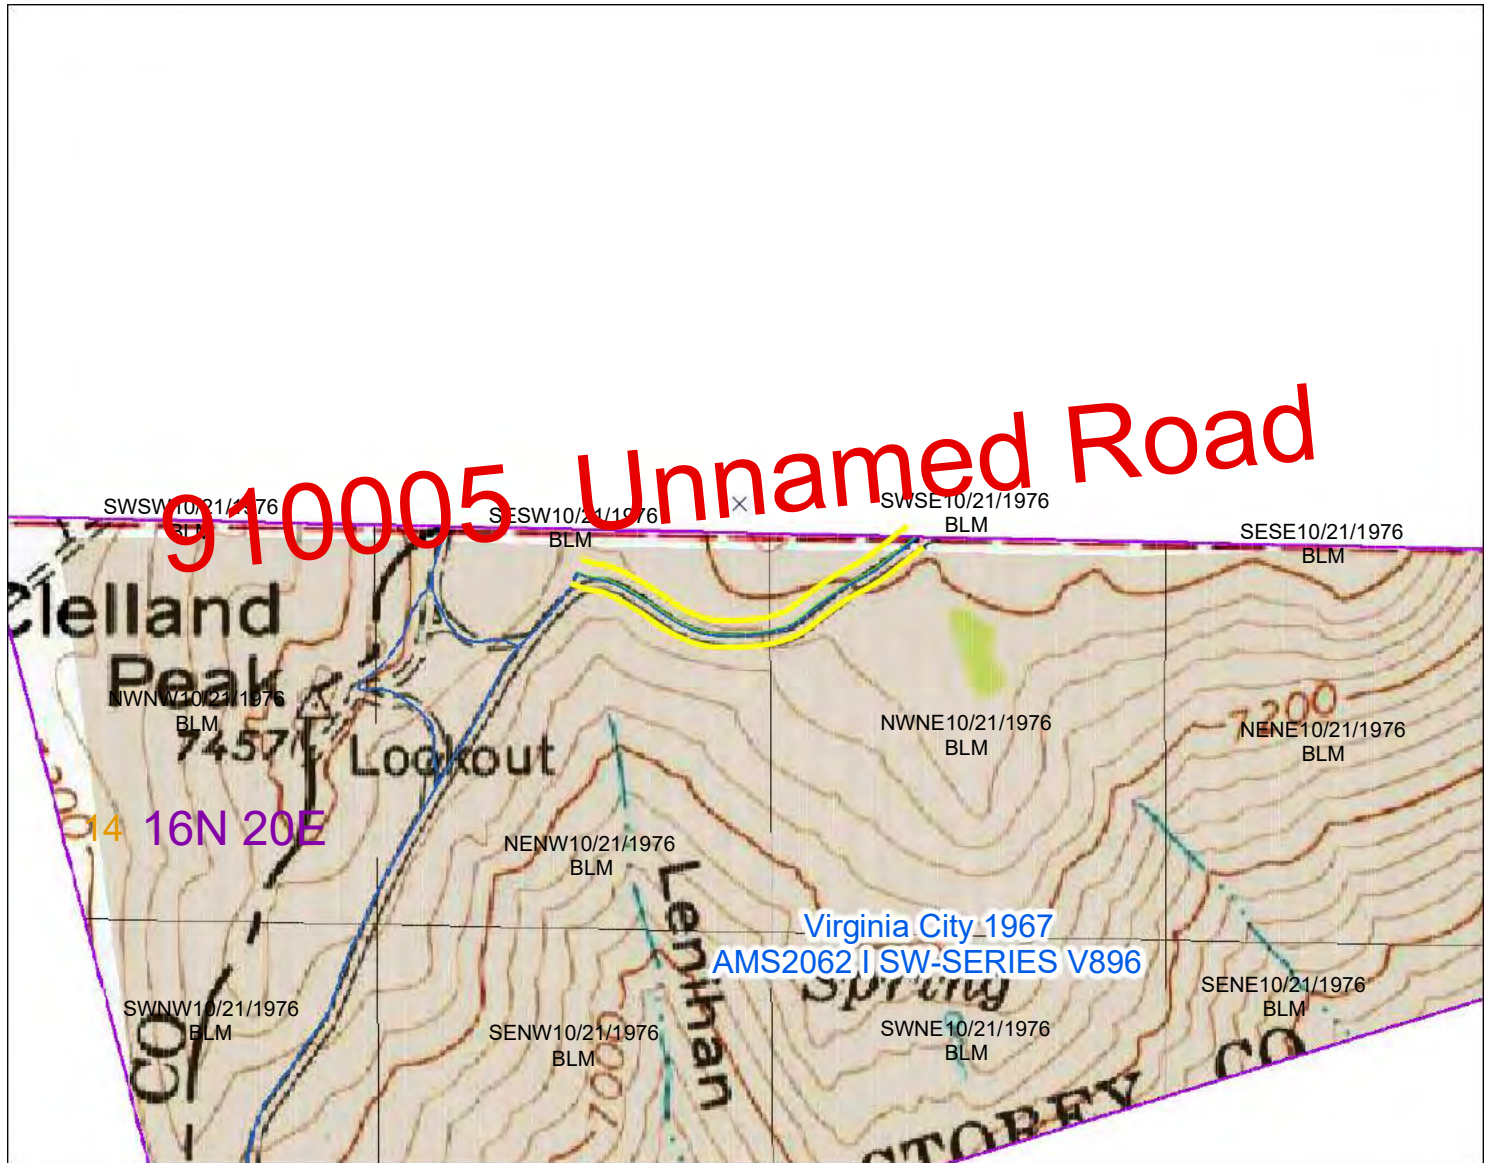 910005 Unnamed Road
SWSW10/21/1976
BLM
SESW10/21/1976
BLM
SWSE10/21/1976
BLM
SESE10/21/1976
BLM
Clelland
Peak
NWNW10/21/1976
BLM
7457
Lookout
NWNE10/21/1976
BLM
7200
NENE10/21/1976
BLM
14 16N 20E
NENW10/21/1976
BLM
Lenihan
Virginia City 1967
AMS2062 I SW-SERIES V896
Spring
SENE10/21/1976
BLM
SWNW10/21/1976
BLM
SENW10/21/1976
BLM
SWNE10/21/1976
BLM
CO
7000
STOREY CO